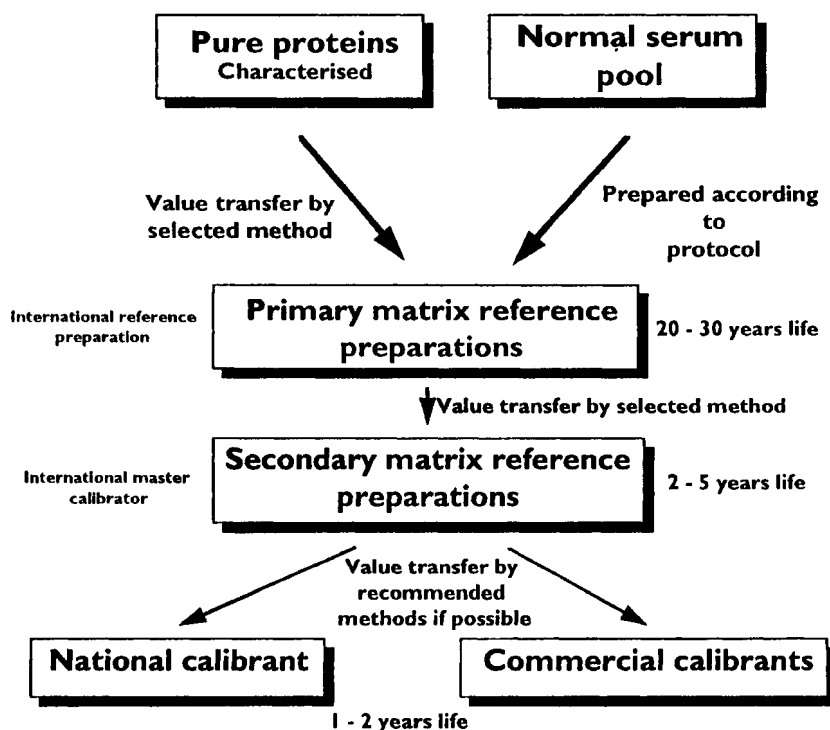 Pure proteins
Characterised
Normal serum
pool
Value transfer by
selected method
Prepared according
to
protocol
International reference
preparation
Primary matrix reference
preparations
20 - 30 years life
Value transfer by selected method
International master
calibrator
Secondary matrix reference
preparations
2 - 5 years life
Value transfer by
recommended
methods if possible
National calibrant
Commercial calibrants
1 - 2 years life